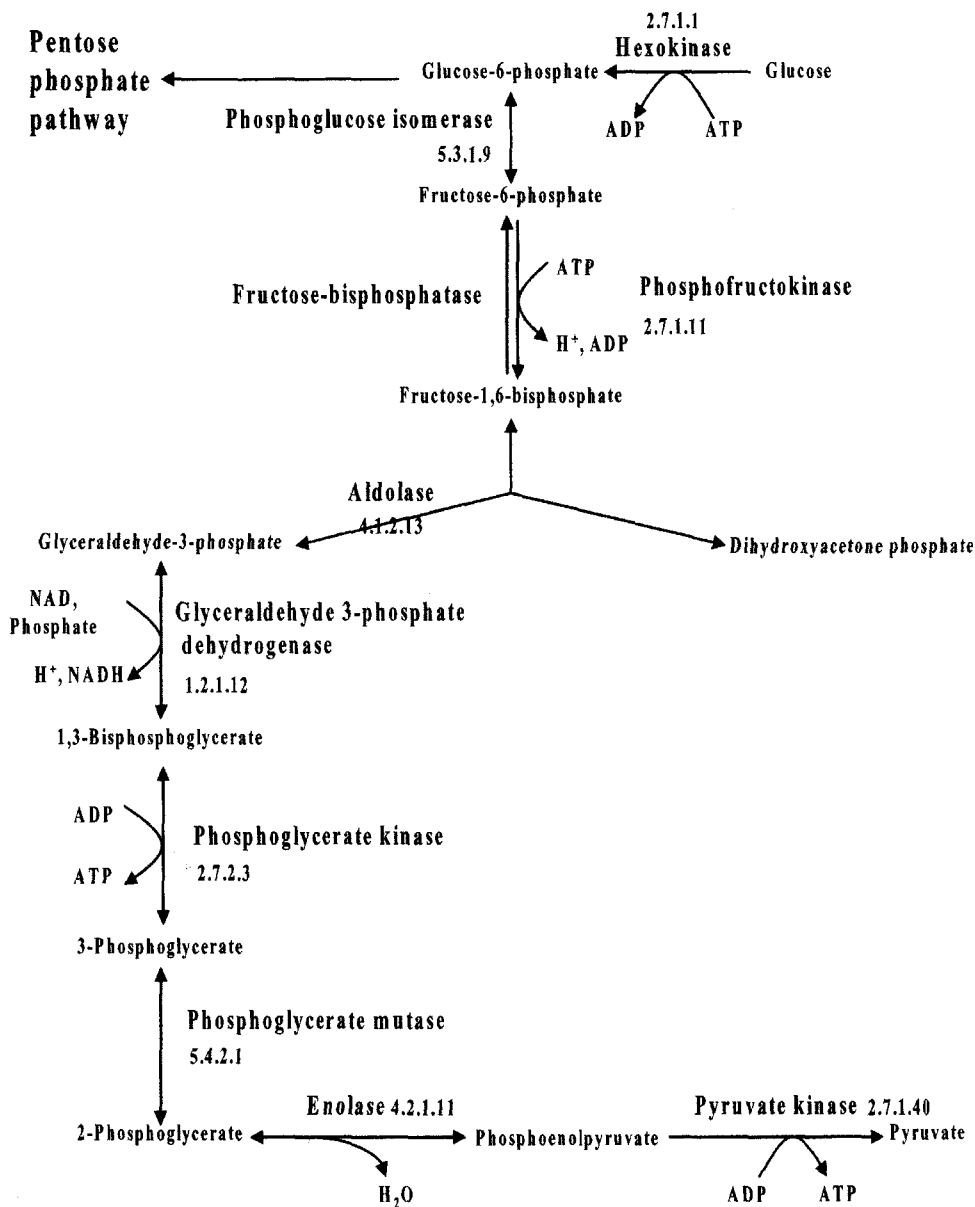 2.7.1.1
Pentose
Hexokinase
phosphate
Glucose-6-phosphate
Glucose
pathway
Phosphoglucose isomerase
ADP
ATP
5.3.1.9
Fructose-6-phosphate
ATP
Fructose-bisphosphatase
Phosphofructokinase
2.7.1.11
H⁺, ADP
Fructose-1,6-bisphosphate
Aldolase
4.1.2.13
Glyceraldehyde-3-phosphate
Dihydroxyacetone phosphate
NAD,
Phosphate
Glyceraldehyde 3-phosphate
dehydrogenase
H⁺, NADH
1.2.1.12
1,3-Bisphosphoglycerate
ADP
Phosphoglycerate kinase
ATP
2.7.2.3
3-Phosphoglycerate
Phosphoglycerate mutase
5.4.2.1
Enolase 4.2.1.11
Pyruvate kinase 2.7.1.40
2-Phosphoglycerate
Phosphoenolpyruvate
Pyruvate
H₂O
ADP
ATP